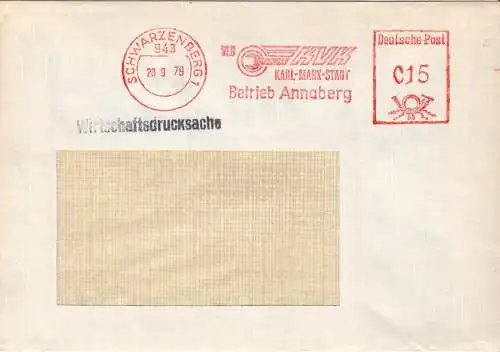 SCHWARZENBERG 1
943
20.9.79
VEB
KVK
KARL-MARX-STADT
Betrieb Annaberg
Deutsche Post
015
Wirtschaftsdrucksache